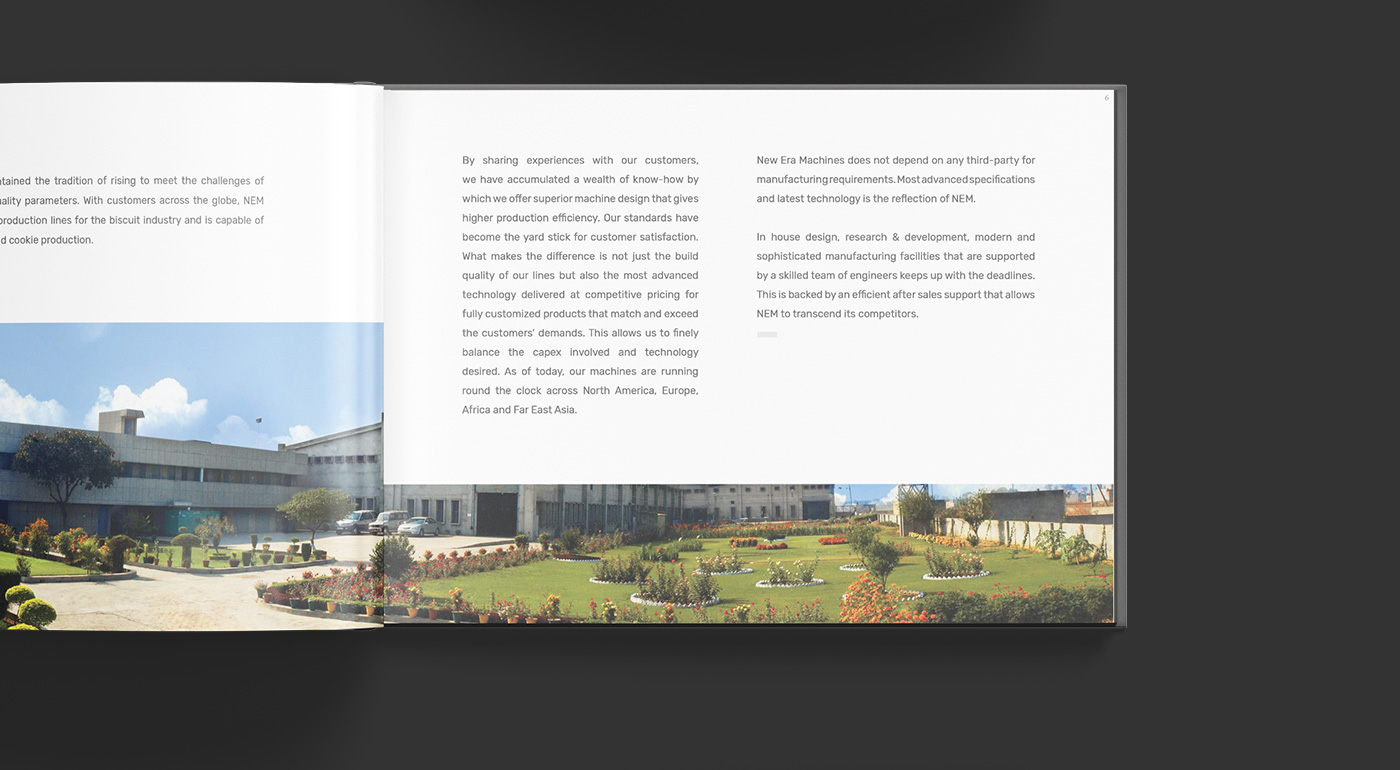 the tradition of rising to meet the challenges of
parameters. With customers across the globe, NEM
production lines for the biscuit industry and is capable of
cookie production.
6
By sharing experiences with our customers,
we have accumulated a wealth of know-how by
which we offer superior machine design that gives
higher production efficiency. Our standards have
become the yard stick for customer satisfaction.
What makes the difference is not just the build
quality of our lines but also the most advanced
technology delivered at competitive pricing for
fully customized products that match and exceed
the customers' demands. This allows us to finely
balance the capex involved and technology
desired. As of today, our machines are running
round the clock across North America, Europe,
Africa and Far East Asia.
New Era Machines does not depend on any third-party for
manufacturing requirements. Most advanced specifications
and latest technology is the reflection of NEM.
In house design, research & development, modern and
sophisticated manufacturing facilities that are supported
by a skilled team of engineers keeps up with the deadlines.
This is backed by an efficient after sales support that allows
NEM to transcend its competitors.